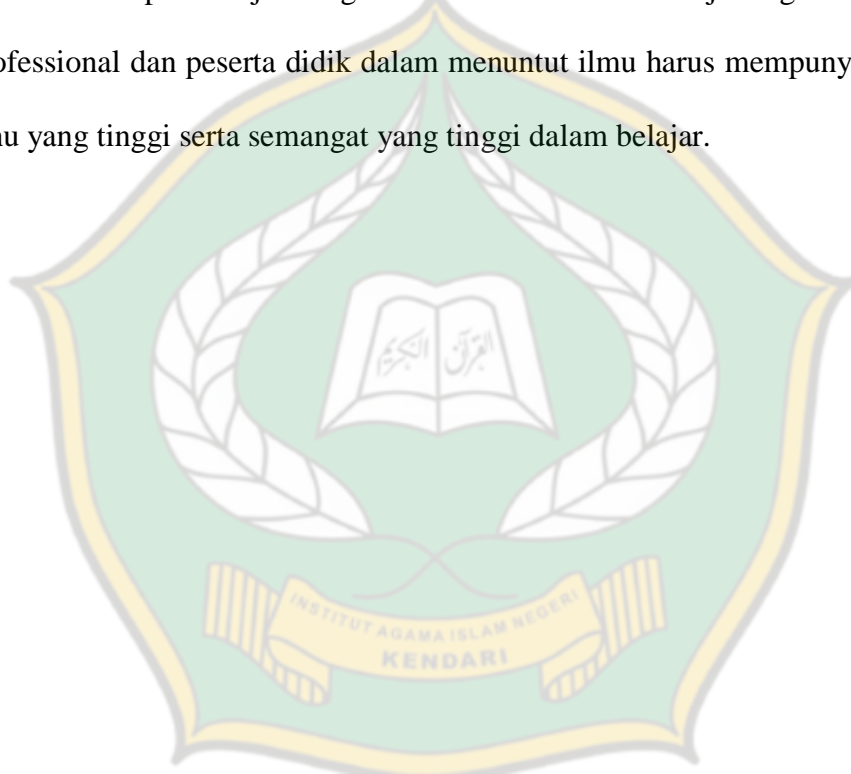 ofessional dan peserta didik dalam menuntut ilmu harus mempuny
u yang tinggi serta semangat yang tinggi dalam belajar.
القرآن الكريم
INSTITUT AGAMA ISLAM NEGERI
KENDARI